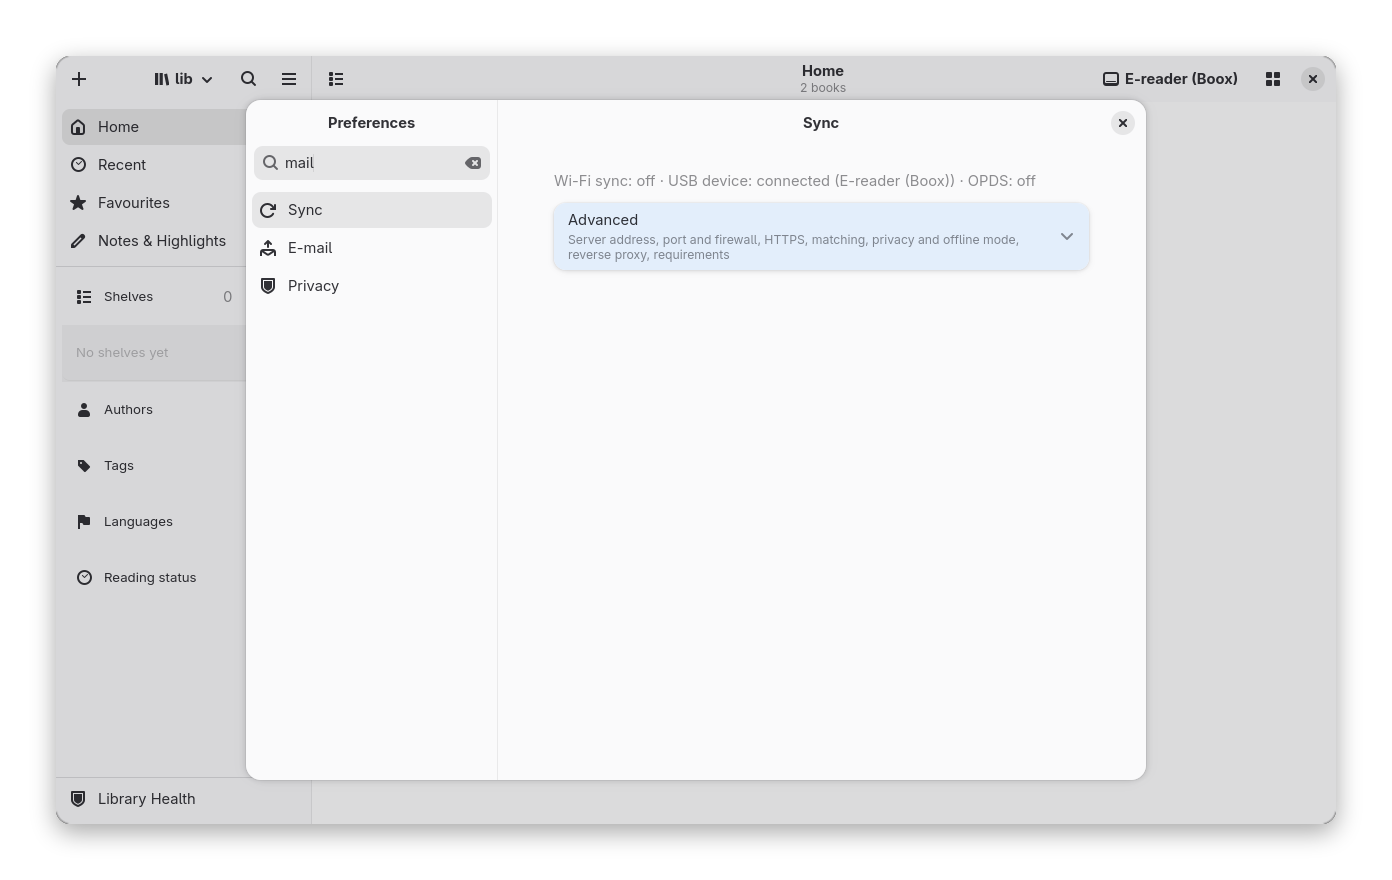 lib
Home
2 books
E-reader (Boox)
Home
Recent
Favourites
Notes & Highlights
Shelves 0
No shelves yet
Authors
Tags
Languages
Reading status
Library Health
Preferences
mail
Sync
E-mail
Privacy
Sync
Wi-Fi sync: off · USB device: connected (E-reader (Boox)) · OPDS: off
Advanced
Server address, port and firewall, HTTPS, matching, privacy and offline mode,
reverse proxy, requirements